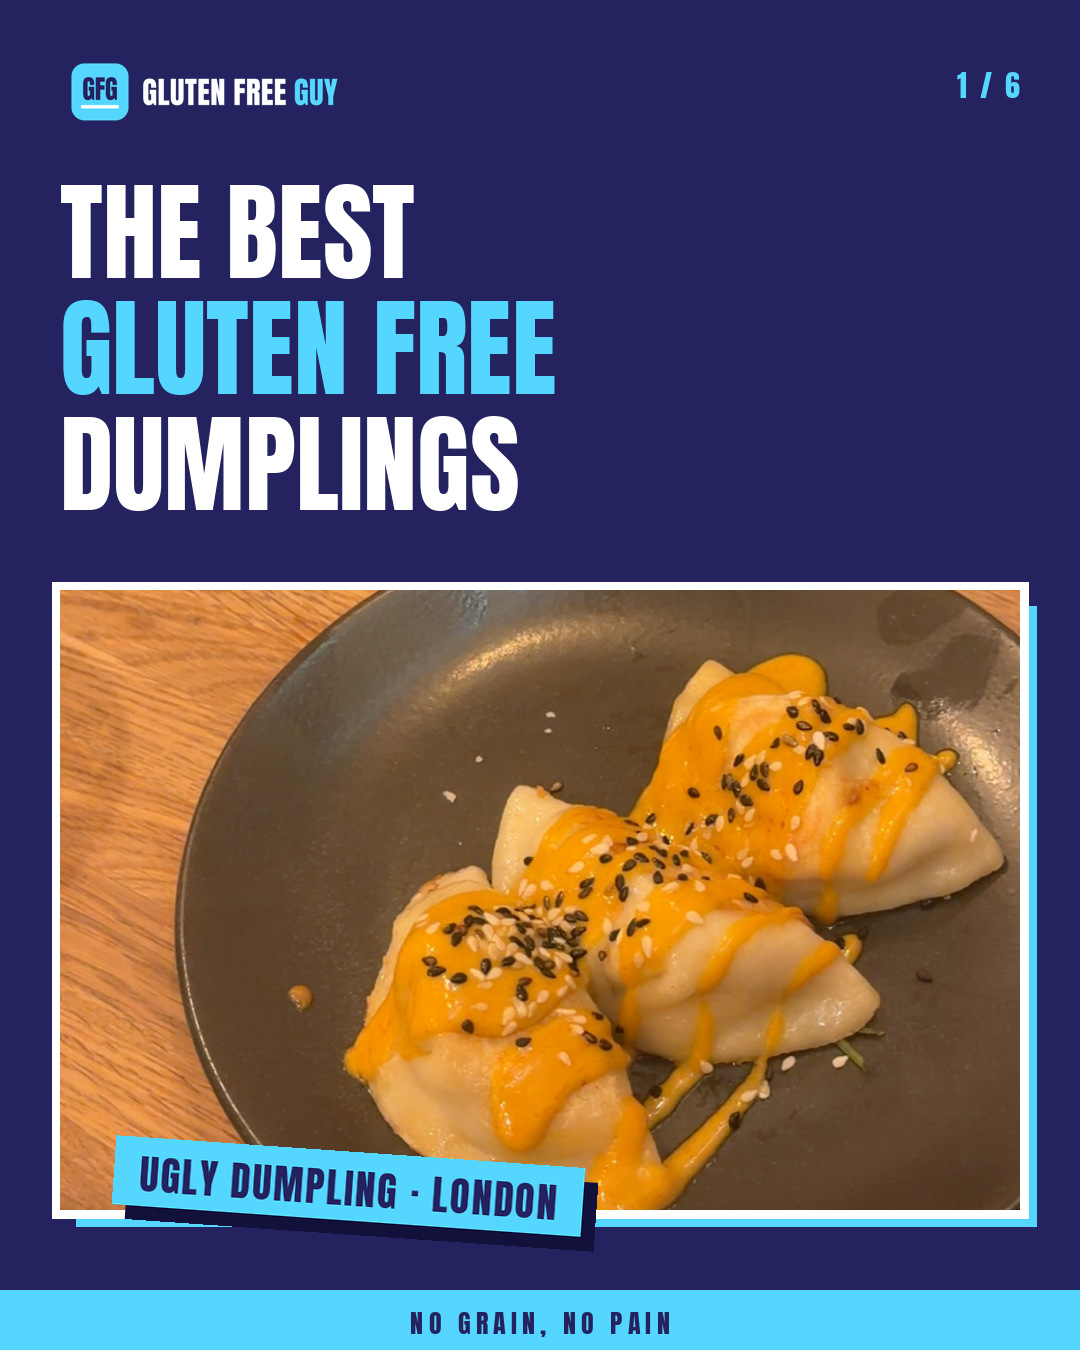 GFG
GLUTEN FREE GUY
1 / 6
THE BEST
GLUTEN FREE
DUMPLINGS
UGLY DUMPLING · LONDON
NO GRAIN, NO PAIN